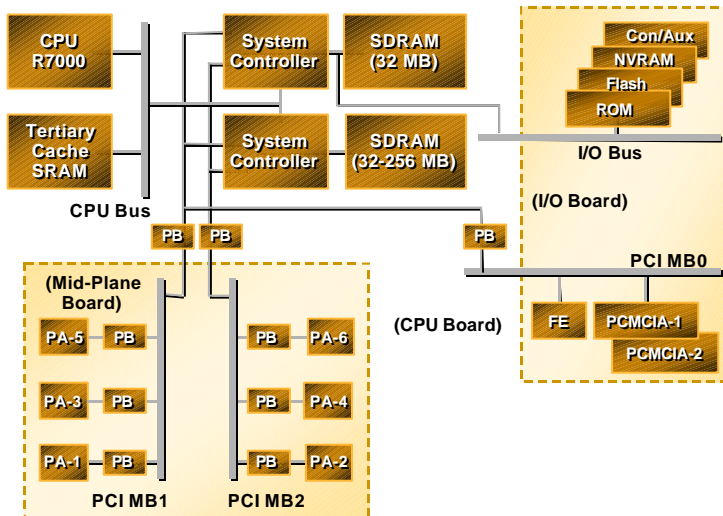 CPU
R7000
System
Controller
SDRAM
(32 MB)
Con/Aux
NVRAM
Flash
ROM
Tertiary
Cache
SRAM
System
Controller
SDRAM
(32-256 MB)
I/O Bus
CPU Bus
(I/O Board)
PB
PB
PB
PCI MB0
(Mid-Plane
Board)
(CPU Board)
FE
PCMCIA-1
PCMCIA-2
PA-5
PB
PB
PA-6
PA-3
PB
PB
PA-4
PA-1
PB
PB
PA-2
PCI MB1
PCI MB2